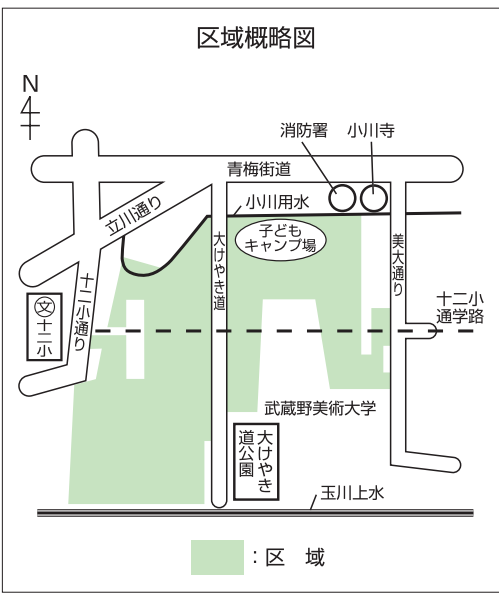 区域概略図
N
消防署
小川寺
青梅街道
立川通り
小川用水
子ども
キャンプ場
大けやき道
美大通り
十二小通り
文
十二小
十二小
通学路
武蔵野美術大学
大けやき
道公園
玉川上水
：区 域